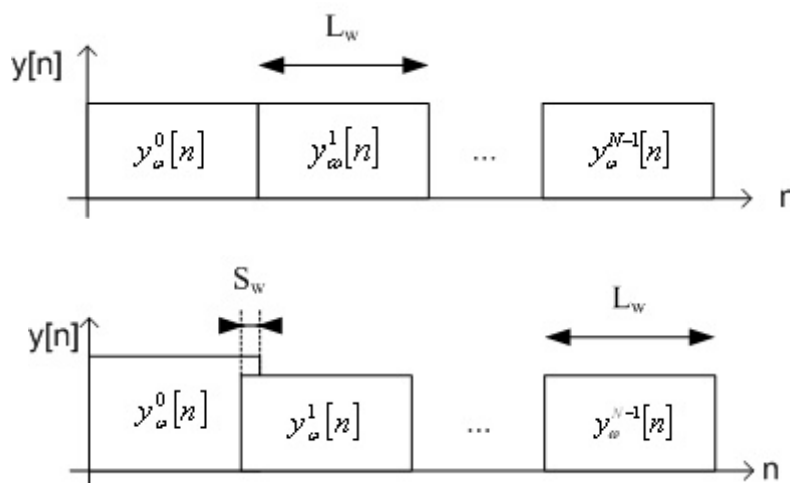 L_w
y[n]
y_ω^0[n] y_ω^1[n] ... y_ω^{N-1}[n]
n
S_w L_w
y[n]
y_ω^0[n] y_ω^1[n] ... y_ω^{N-1}[n]
n